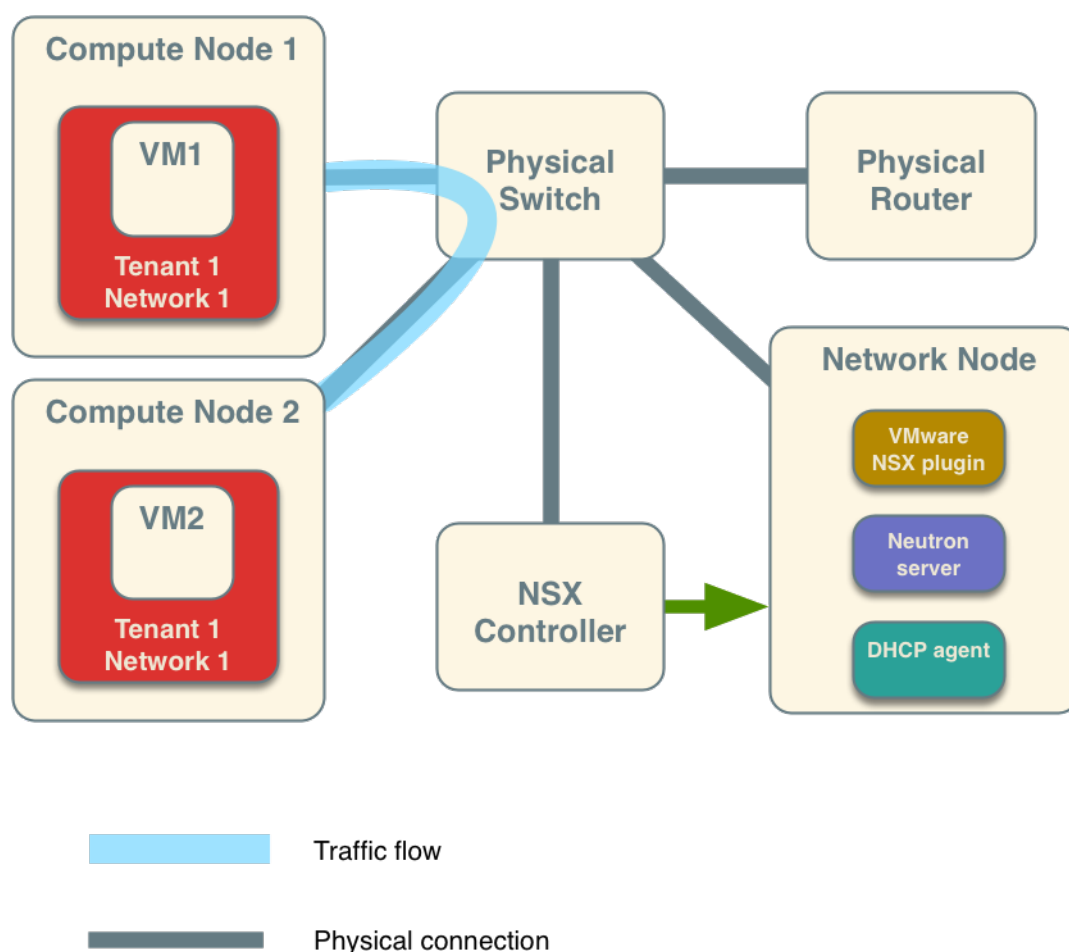 Compute Node 1
VM1
Tenant 1
Network 1
Physical
Switch
Physical
Router
Compute Node 2
VM2
Tenant 1
Network 1
NSX
Controller
Network Node
VMware
NSX plugin
Neutron
server
DHCP agent
Traffic flow
Physical connection